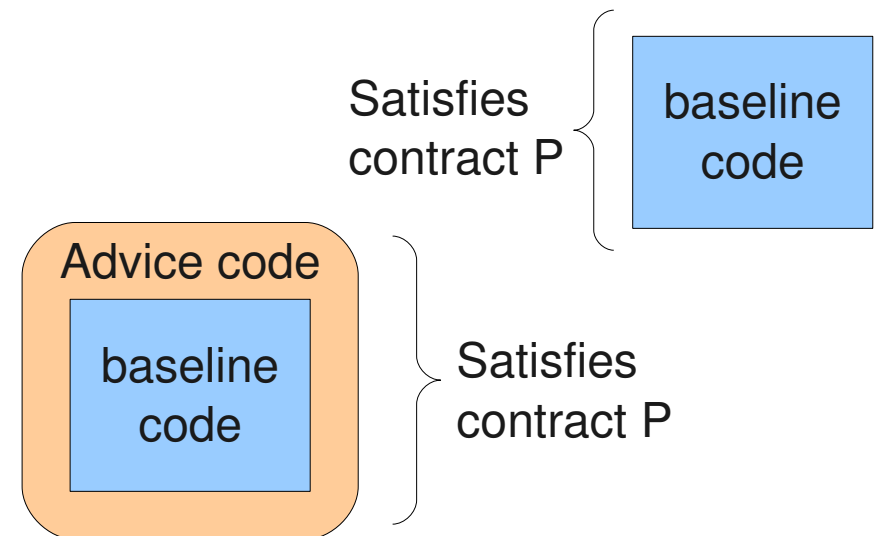 Satisfies
contract P
baseline
code
Advice code
baseline
code
Satisfies
contract P